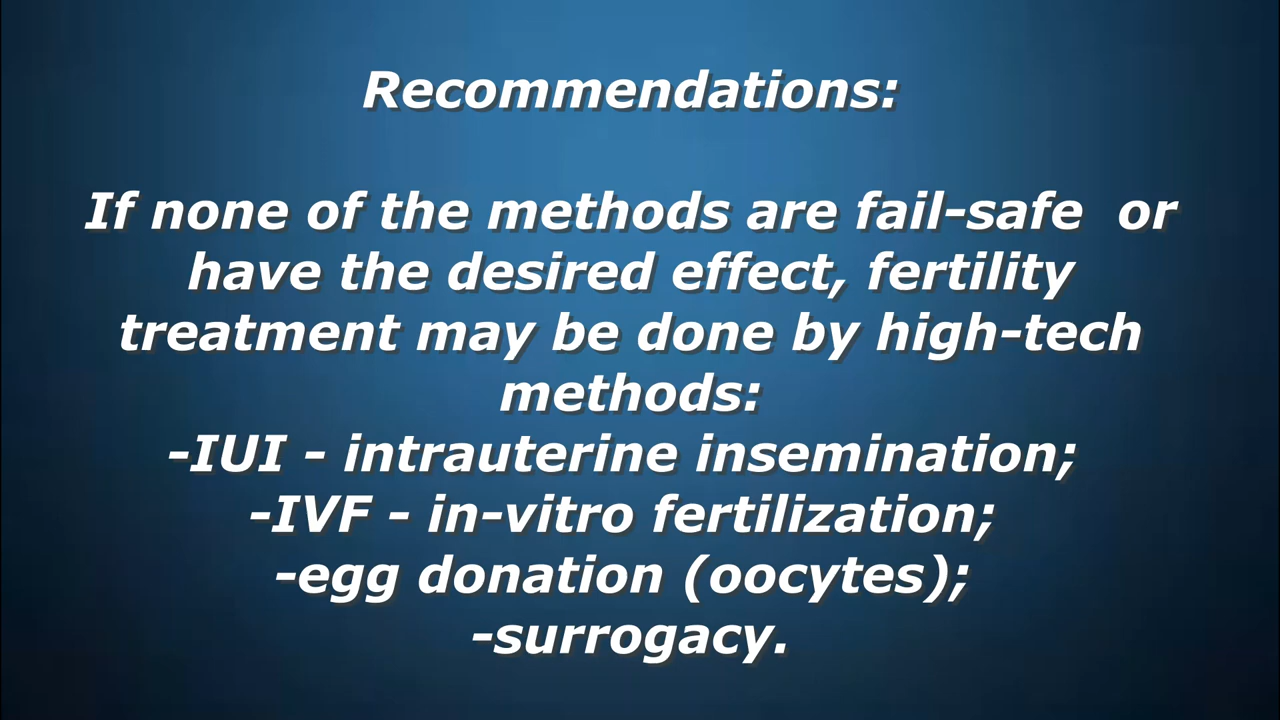 Recommendations:
If none of the methods are fail-safe  or
have the desired effect, fertility
treatment may be done by high-tech
methods:
-IUI - intrauterine insemination;
-IVF - in-vitro fertilization;
-egg donation (oocytes);
-surrogacy.